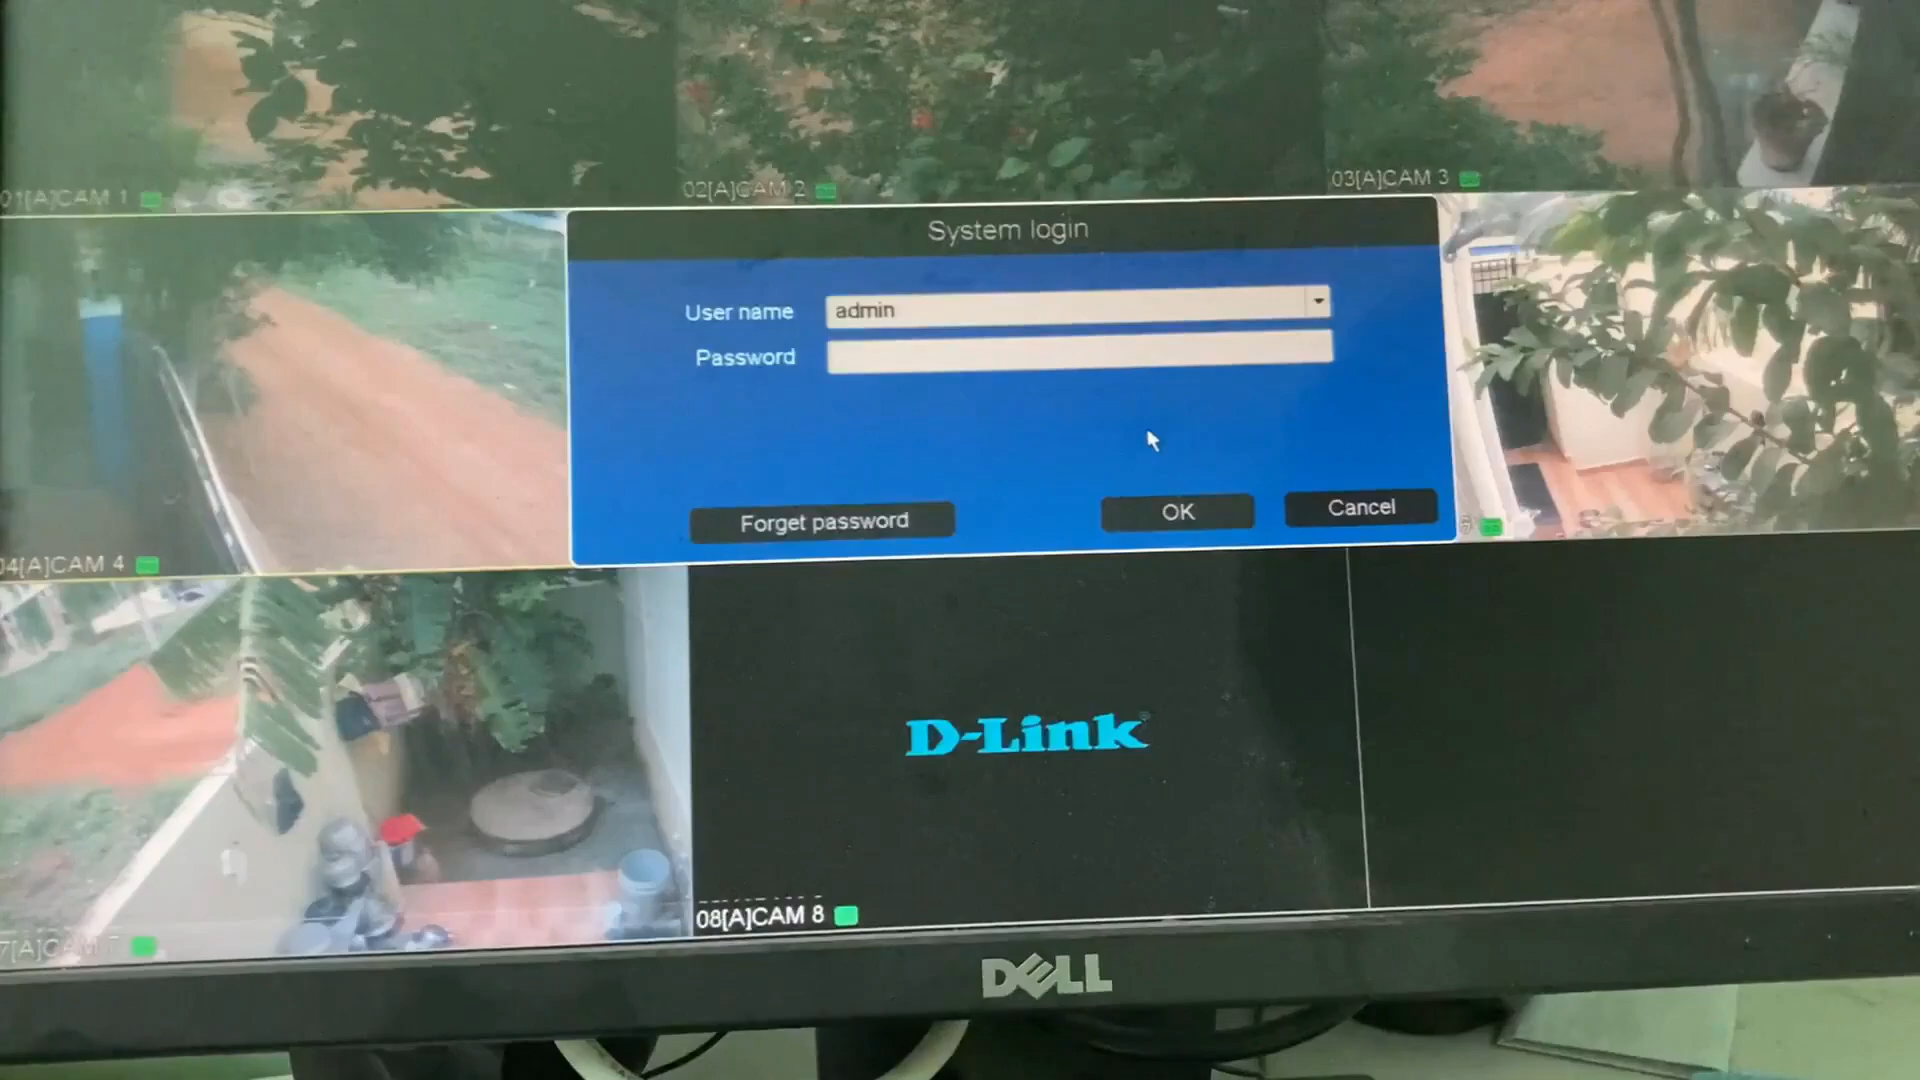 01[A]CAM 1
02[A]CAM 2
03[A]CAM 3
System login
User name
admin
Password
Forget password
OK
Cancel
04[A]CAM 4
D-Link
08[A]CAM 8
DELL